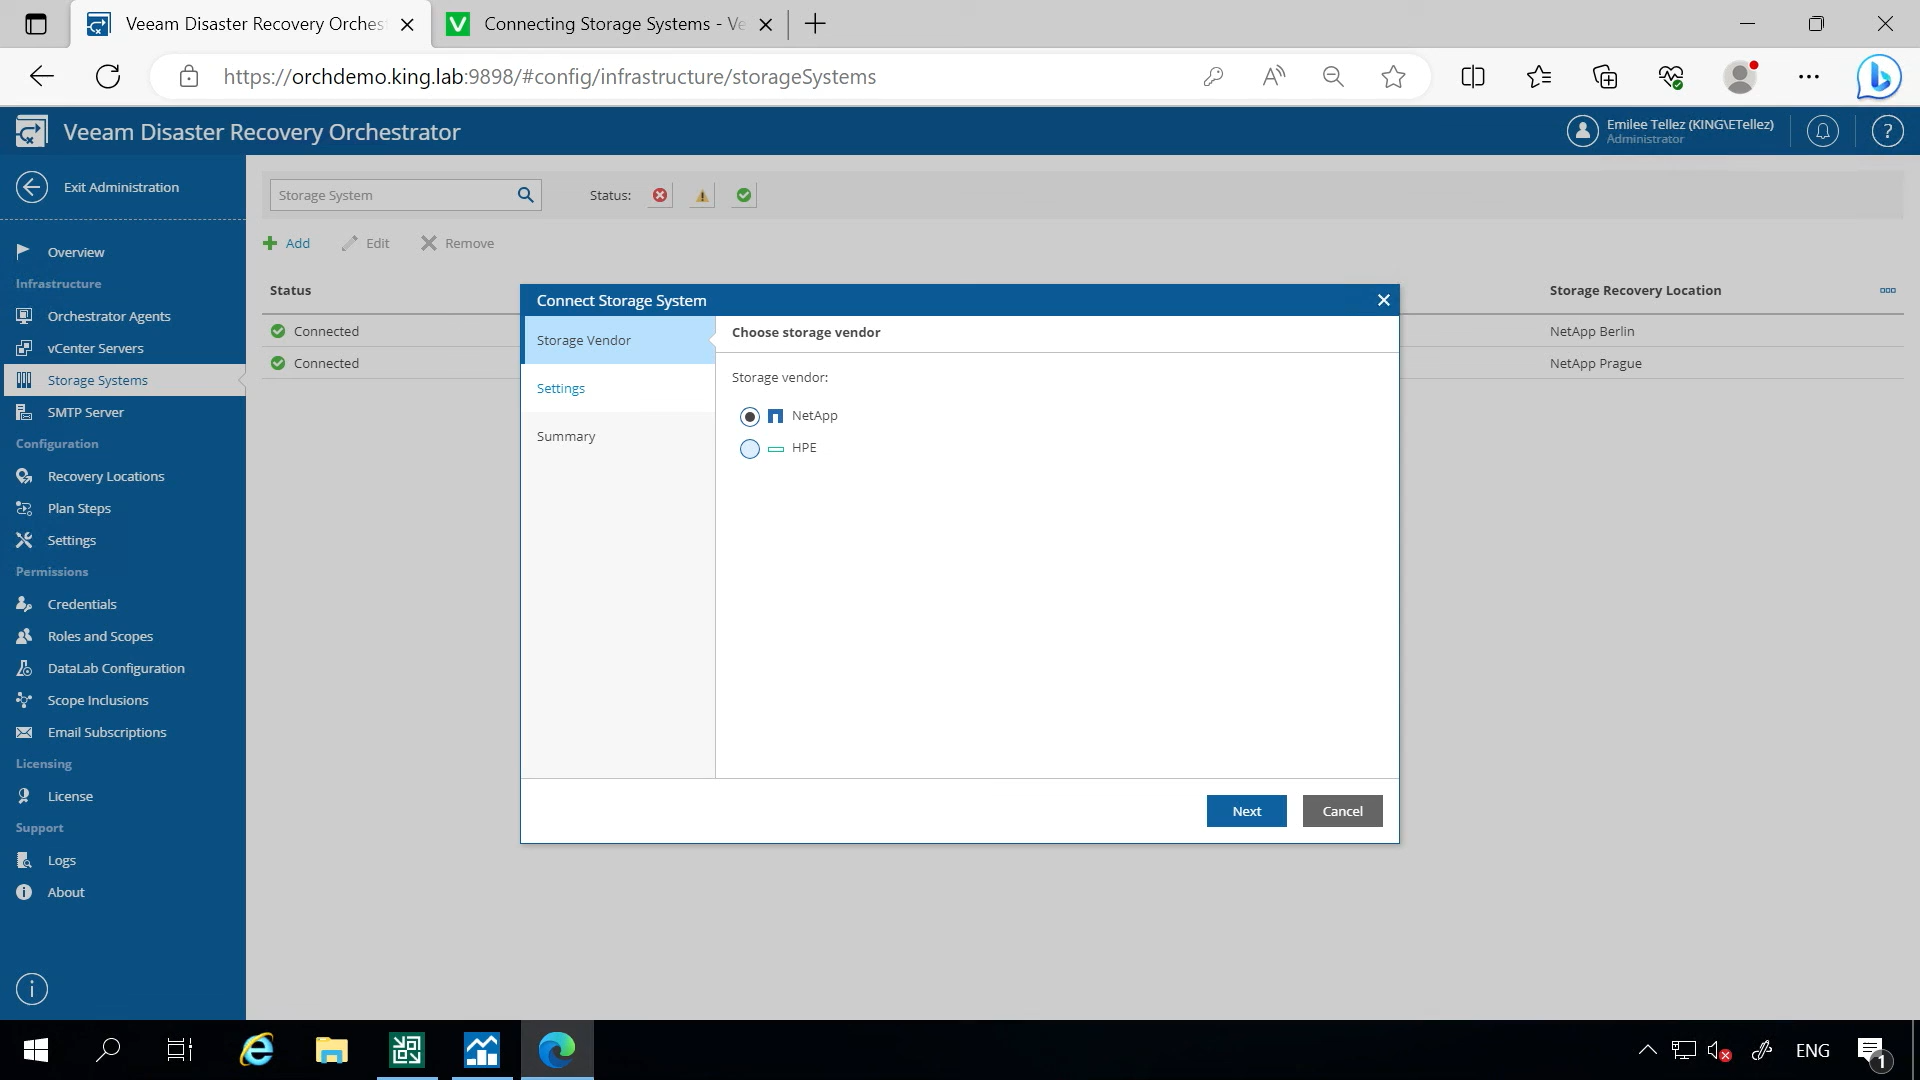 Veeam Disaster Recovery Orches
Connecting Storage Systems - Ve
https://orchdemo.king.lab:9898/#config/infrastructure/storageSystems
Veeam Disaster Recovery Orchestrator
Emilee Tellez (KING\ETellez)
Administrator
Exit Administration
Storage System
Status:
Add
Edit
Remove
Overview
Infrastructure
Orchestrator Agents
vCenter Servers
Storage Systems
SMTP Server
Configuration
Recovery Locations
Plan Steps
Settings
Permissions
Credentials
Roles and Scopes
DataLab Configuration
Scope Inclusions
Email Subscriptions
Licensing
License
Support
Logs
About
Status
Storage Recovery Location
Connected
NetApp Berlin
Connected
NetApp Prague
Connect Storage System
Storage Vendor
Settings
Summary
Choose storage vendor
Storage vendor:
NetApp
HPE
Next
Cancel
ENG
1